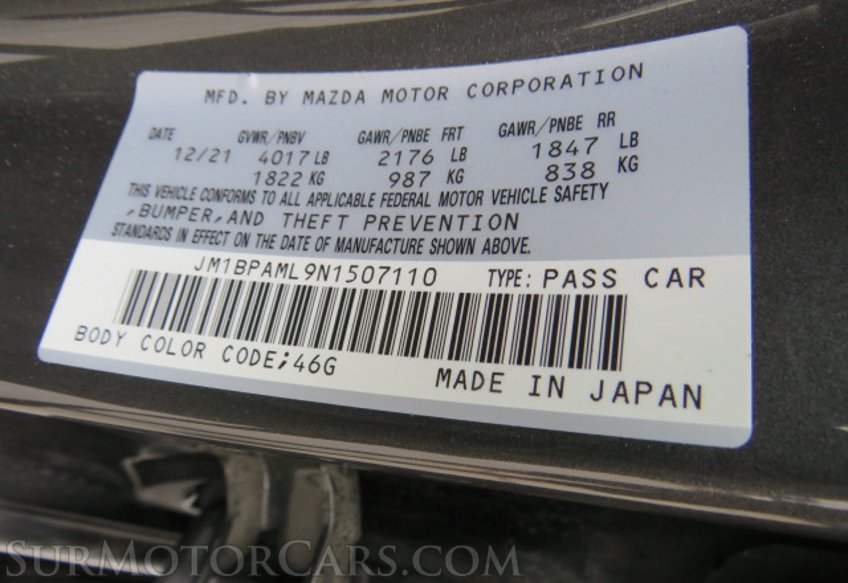 MFD. BY MAZDA MOTOR CORPORATION
DATE GVWR/PNBV GAWR/PNBE FRT GAWR/PNBE RR
12/21 4017 LB 2176 LB 1847 LB
1822 KG 987 KG 838 KG
THIS VEHICLE CONFORMS TO ALL APPLICABLE FEDERAL MOTOR VEHICLE SAFETY
,BUMPER,AND THEFT PREVENTION
STANDARDS IN EFFECT ON THE DATE OF MANUFACTURE SHOWN ABOVE.
JM1BPAML9N1507110 TYPE: PASS CAR
BODY COLOR CODE;46G
MADE IN JAPAN
SURMOTORCARS.COM